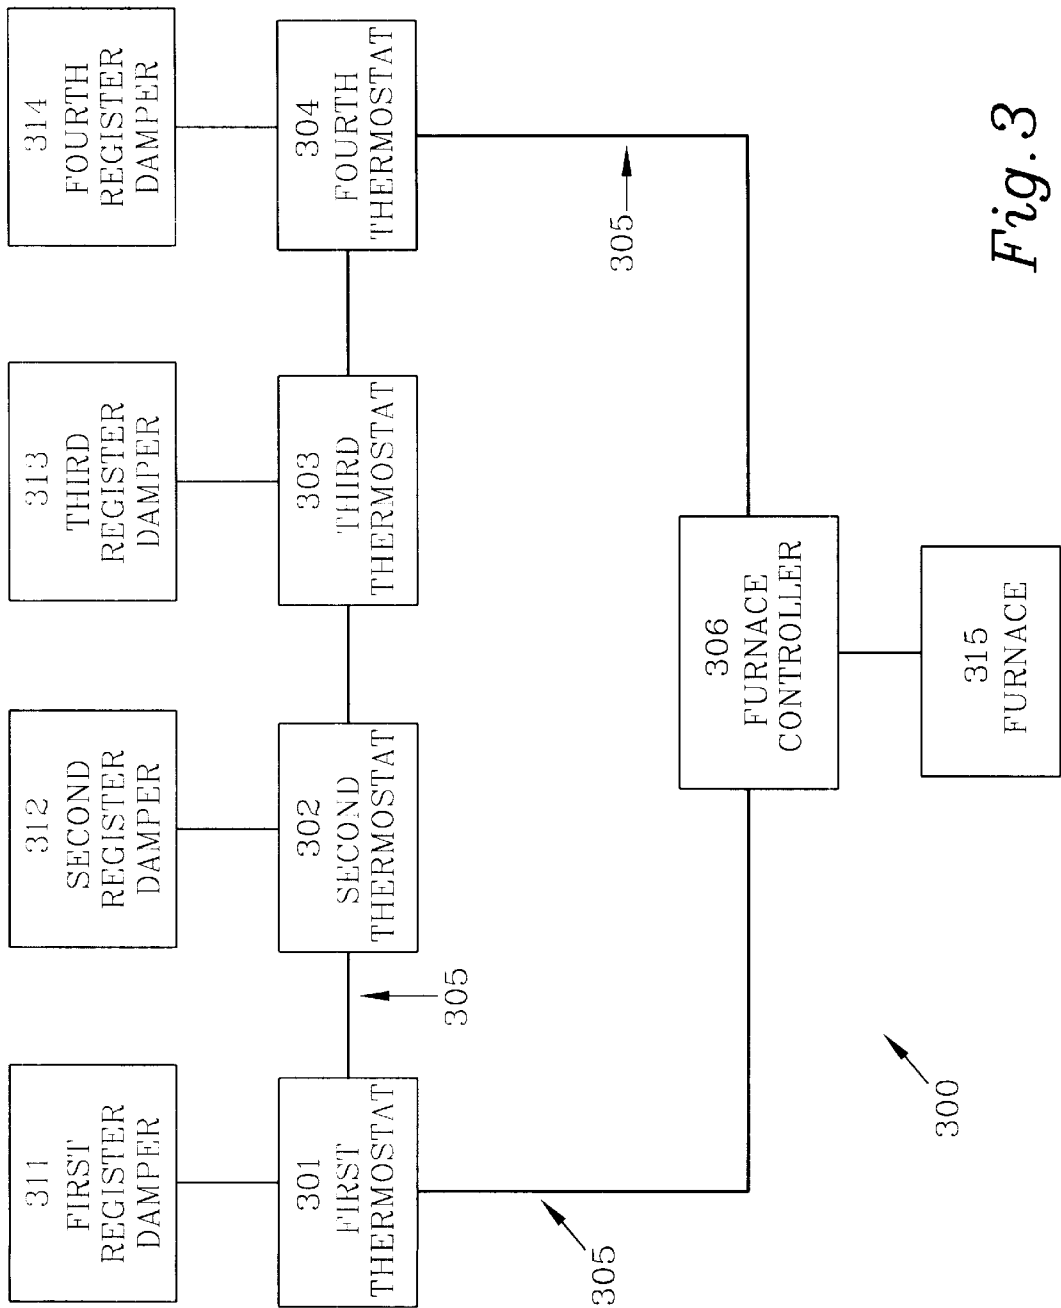 311
FIRST
REGISTER
DAMPER
312
SECOND
REGISTER
DAMPER
313
THIRD
REGISTER
DAMPER
314
FOURTH
REGISTER
DAMPER
301
FIRST
THERMOSTAT
302
SECOND
THERMOSTAT
303
THIRD
THERMOSTAT
304
FOURTH
THERMOSTAT
305
305
305
306
FURNACE
CONTROLLER
315
FURNACE
300
Fig. 3